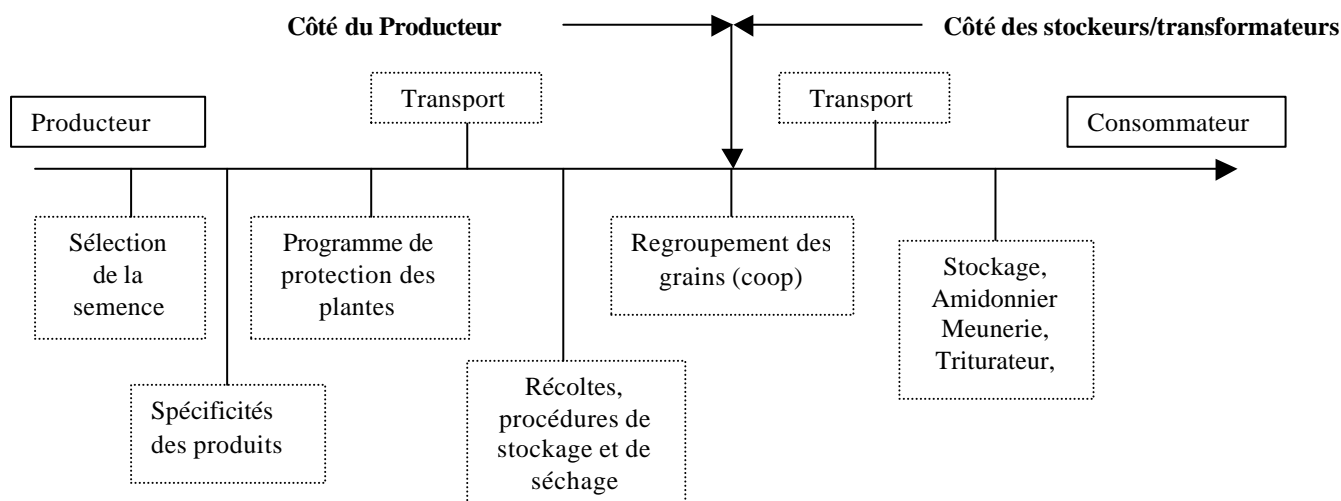 Côté du Producteur
Côté des stockeurs/transformateurs
Transport
Transport
Producteur
Consommateur
Sélection
de la
semence
Programme de
protection des
plantes
Regroupement des
grains (coop)
Stockage,
Amidonnier
Meunerie,
Triturateur,
Spécificités
des produits
Récoltes,
procédures de
stockage et de
séchage